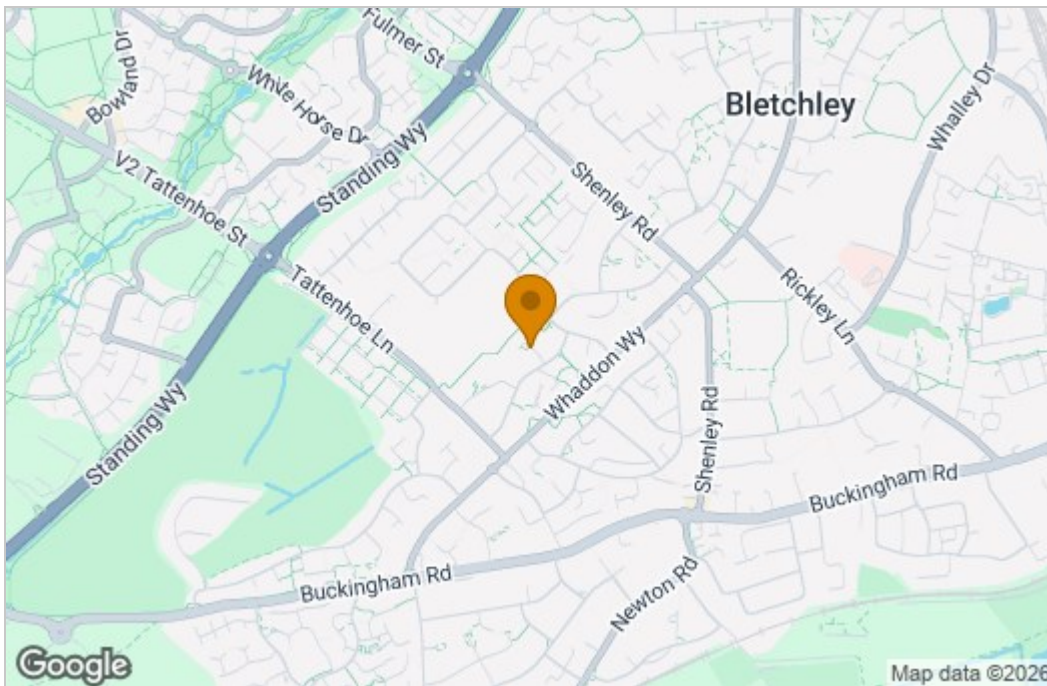 Fulmer St
Bowland Dr
White Horse Dr
Bletchley
Whalley Dr
Standing Wy
V2 Tattenhoe St
Shenley Rd
Tattenhoe Ln
Rickley Ln
Whaddon Wy
Standing Wy
Shenley Rd
Buckingham Rd
Buckingham Rd
Newton Rd
Google
Map data ©2026